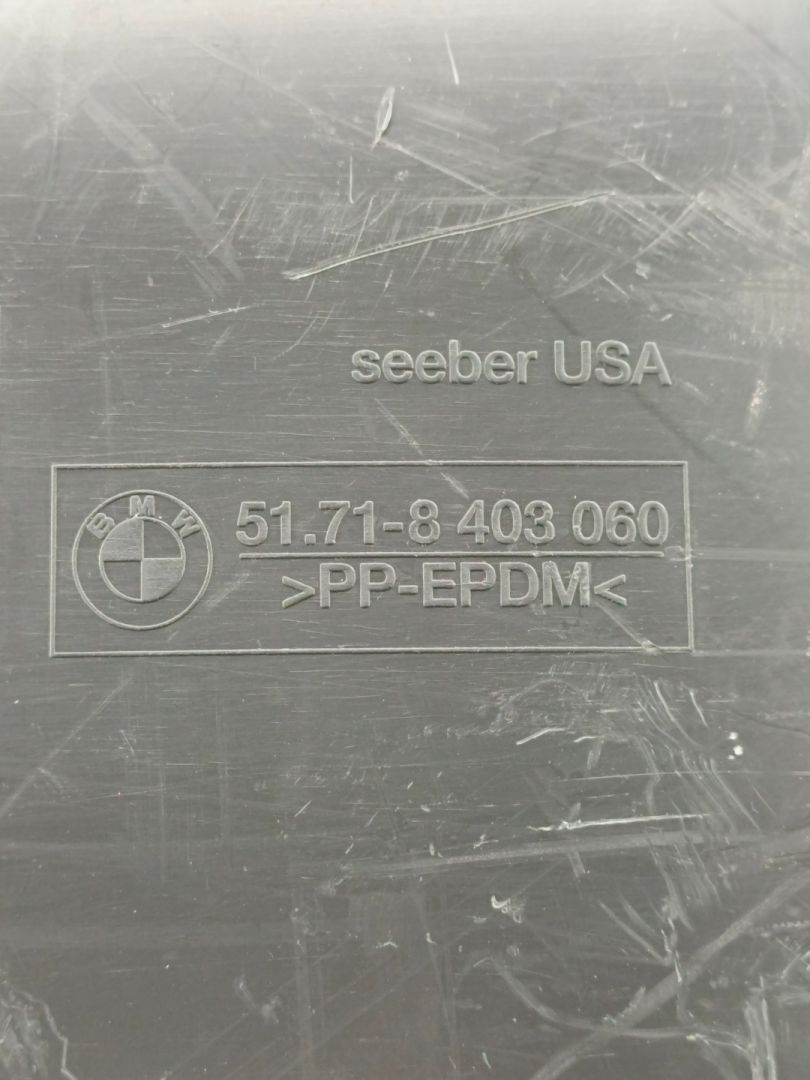 seeber USA
BMW
51.71-8 403 060
>PP-EPDM<